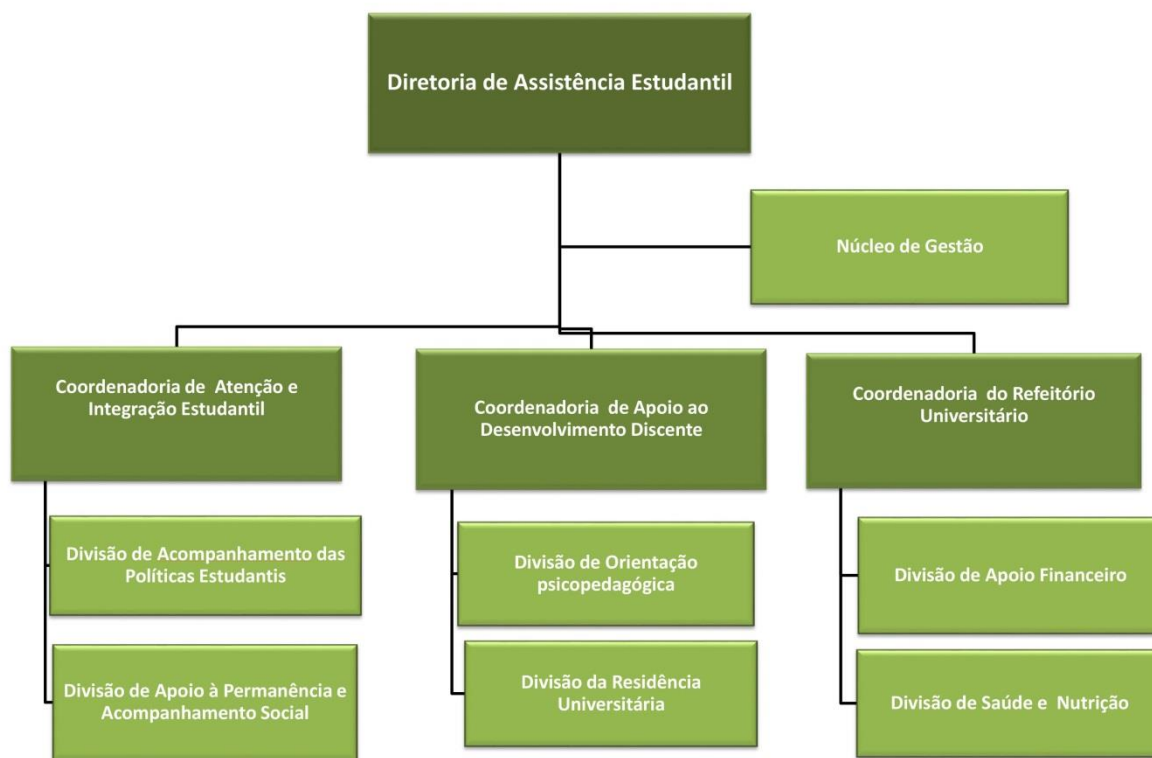 Diretoria de Assistência Estudantil
Núcleo de Gestão
Coordenadoria de Atenção e
Integração Estudantil
Coordenadoria de Apoio ao
Desenvolvimento Discente
Coordenadoria do Refeitório
Universitário
Divisão de Acompanhamento das
Políticas Estudantis
Divisão de Orientação
psicopedagógica
Divisão de Apoio Financeiro
Divisão de Apoio à Permanência e
Acompanhamento Social
Divisão da Residência
Universitária
Divisão de Saúde e Nutrição